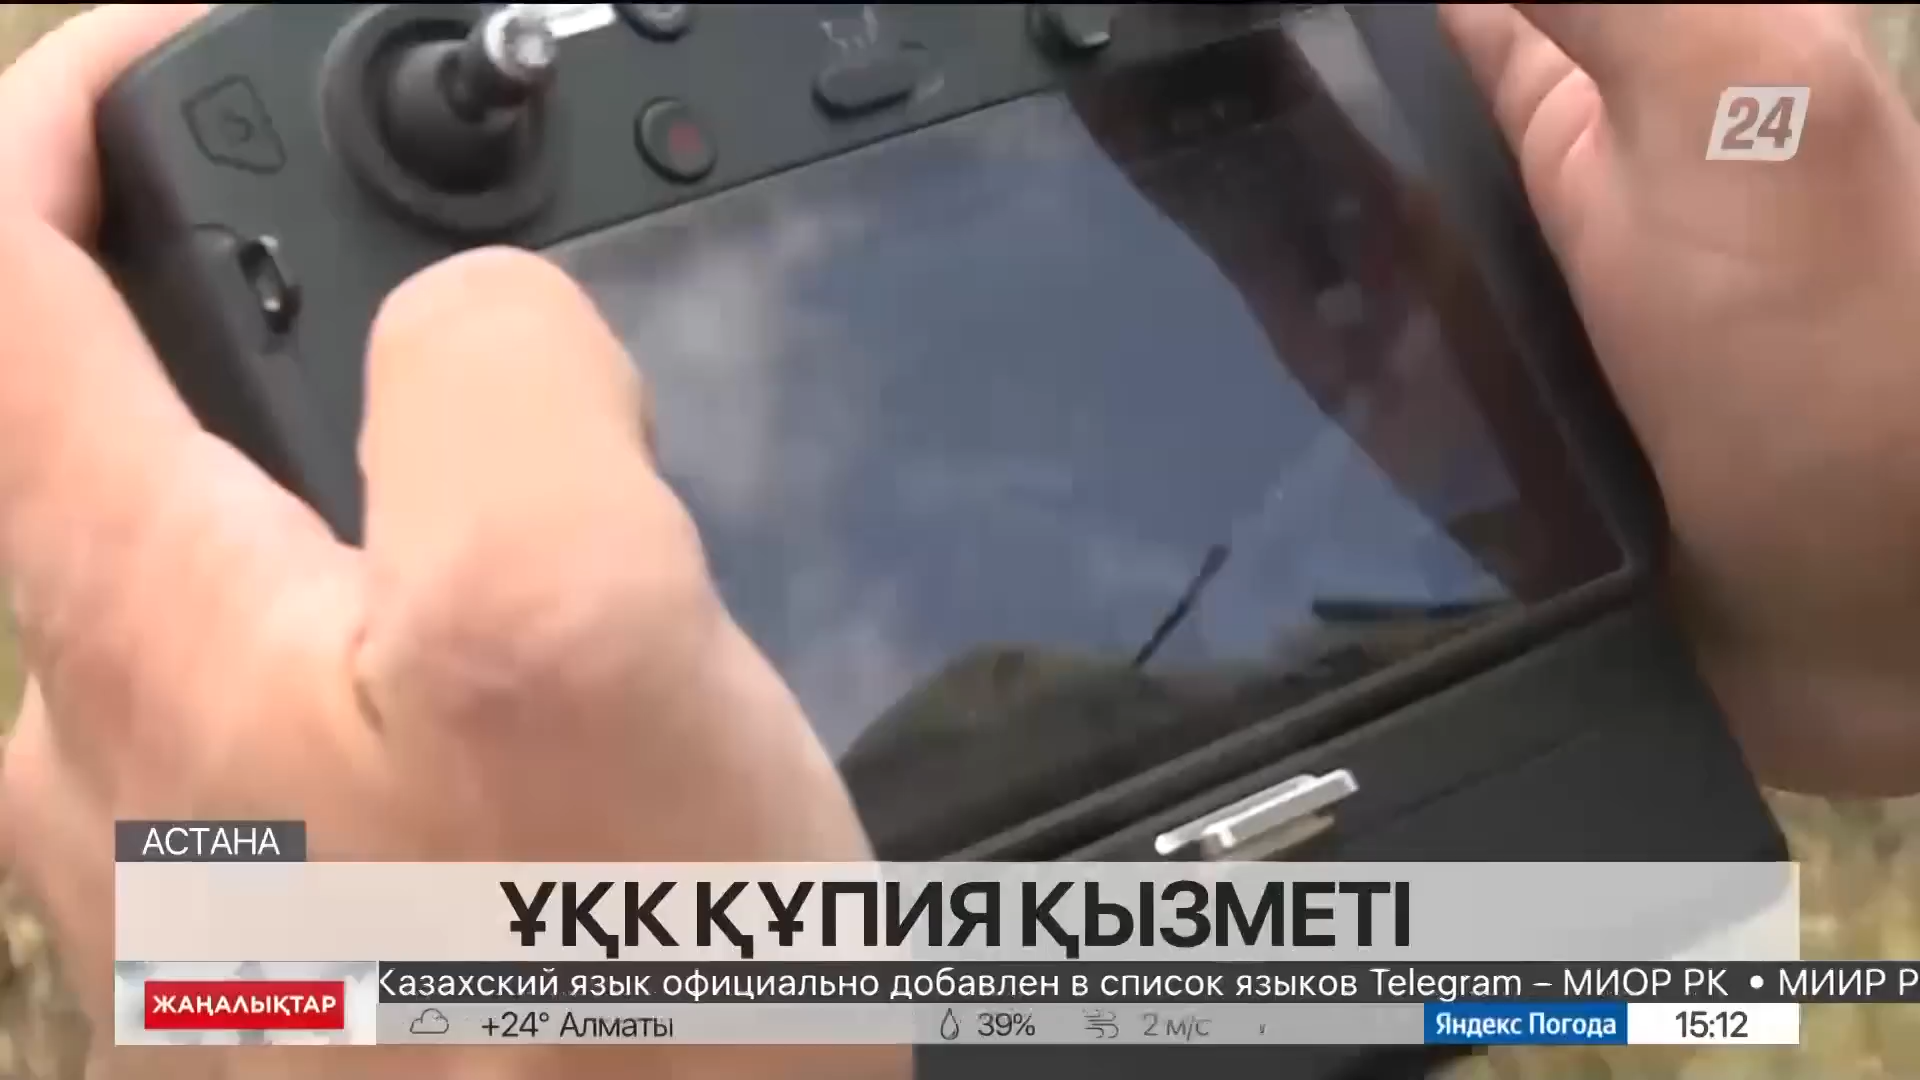 24
АСТАНА
ҰҚК ҚҰПИЯ ҚЫЗМЕТІ
ЖАҢАЛЫҚТАР
Казахский язык официально добавлен в список языков Telegram – МИОР РК • МИИР Р
+24° Алматы 39% 2 м/с Яндекс Погода 15:12